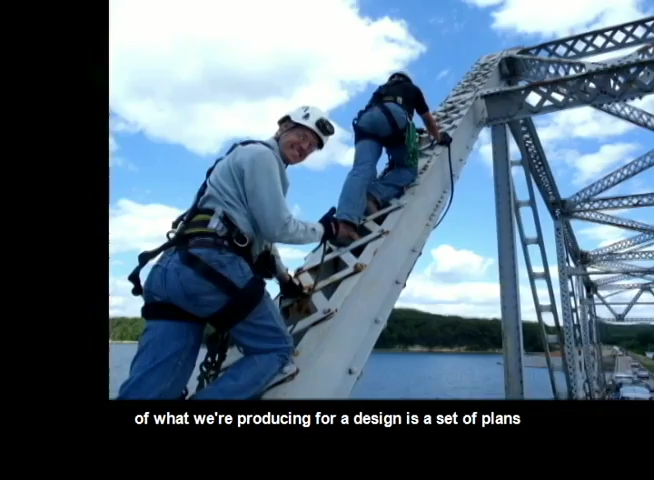 of what we're producing for a design is a set of plans